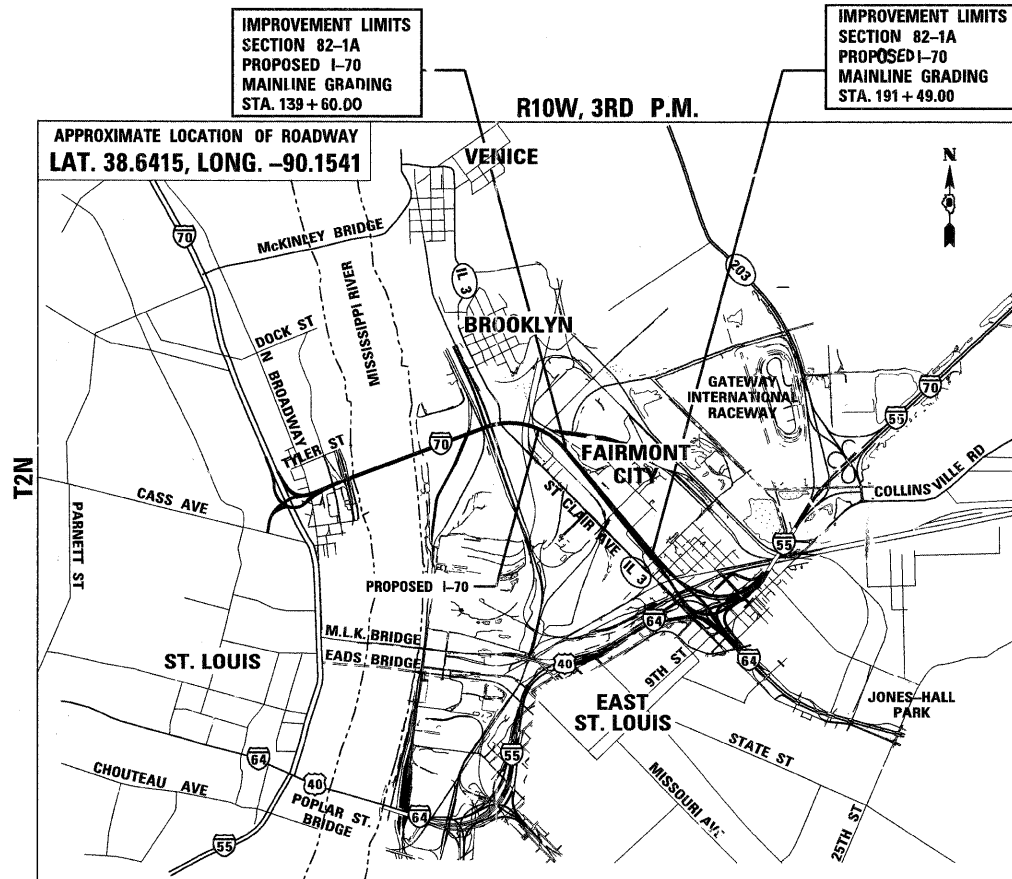 IMPROVEMENT LIMITS
SECTION 82-1A
PROPOSED I-70
MAINLINE GRADING
STA. 139 + 60.00
IMPROVEMENT LIMITS
SECTION 82-1A
PROPOSED I-70
MAINLINE GRADING
STA. 191 + 49.00
R10W, 3RD P.M.
APPROXIMATE LOCATION OF ROADWAY
LAT. 38.6415, LONG. -90.1541
VENICE
N
70
McKINLEY BRIDGE
IL 3
203
MISSISSIPPI RIVER
DOCK ST
BROOKLYN
N BROADWAY
GATEWAY
INTERNATIONAL
RACEWAY
70
55
TYLER ST
70
FAIRMONT
CITY
T2N
CASS AVE
ST CLAIR AVE
COLLINSVILLE RD
PARNETT ST
55
IL 3
PROPOSED I-70
64
M.L.K. BRIDGE
EADS BRIDGE
ST. LOUIS
40
9TH ST
64
EAST
ST. LOUIS
JONES-HALL
PARK
STATE ST
55
64
40
CHOUTEAU AVE
MISSOURI AVE
POPLAR ST.
BRIDGE
64
55
25TH ST